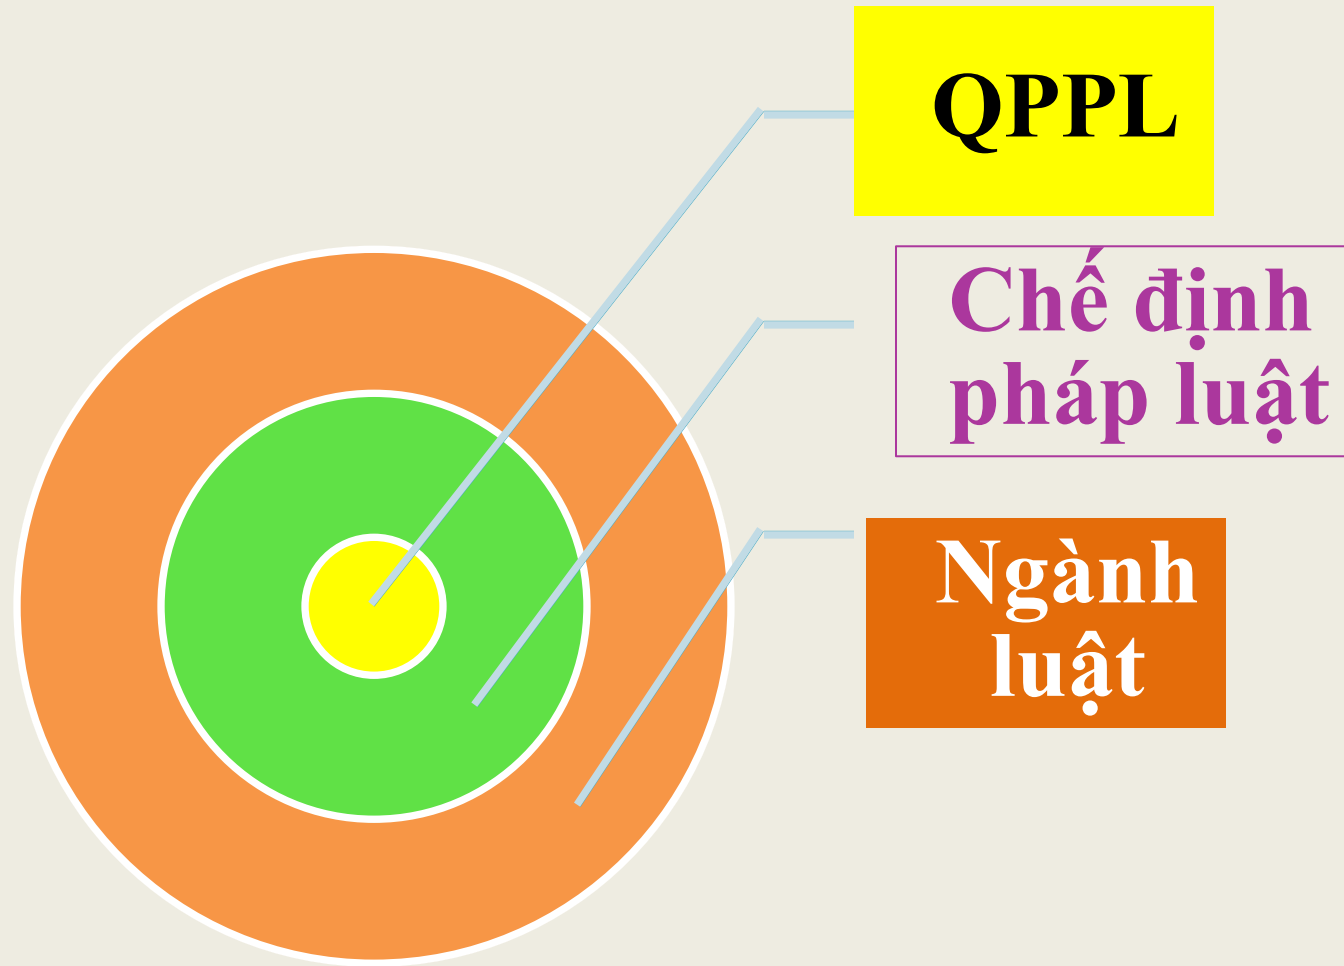 QPPL
Chế định
pháp luật
Ngành
luật